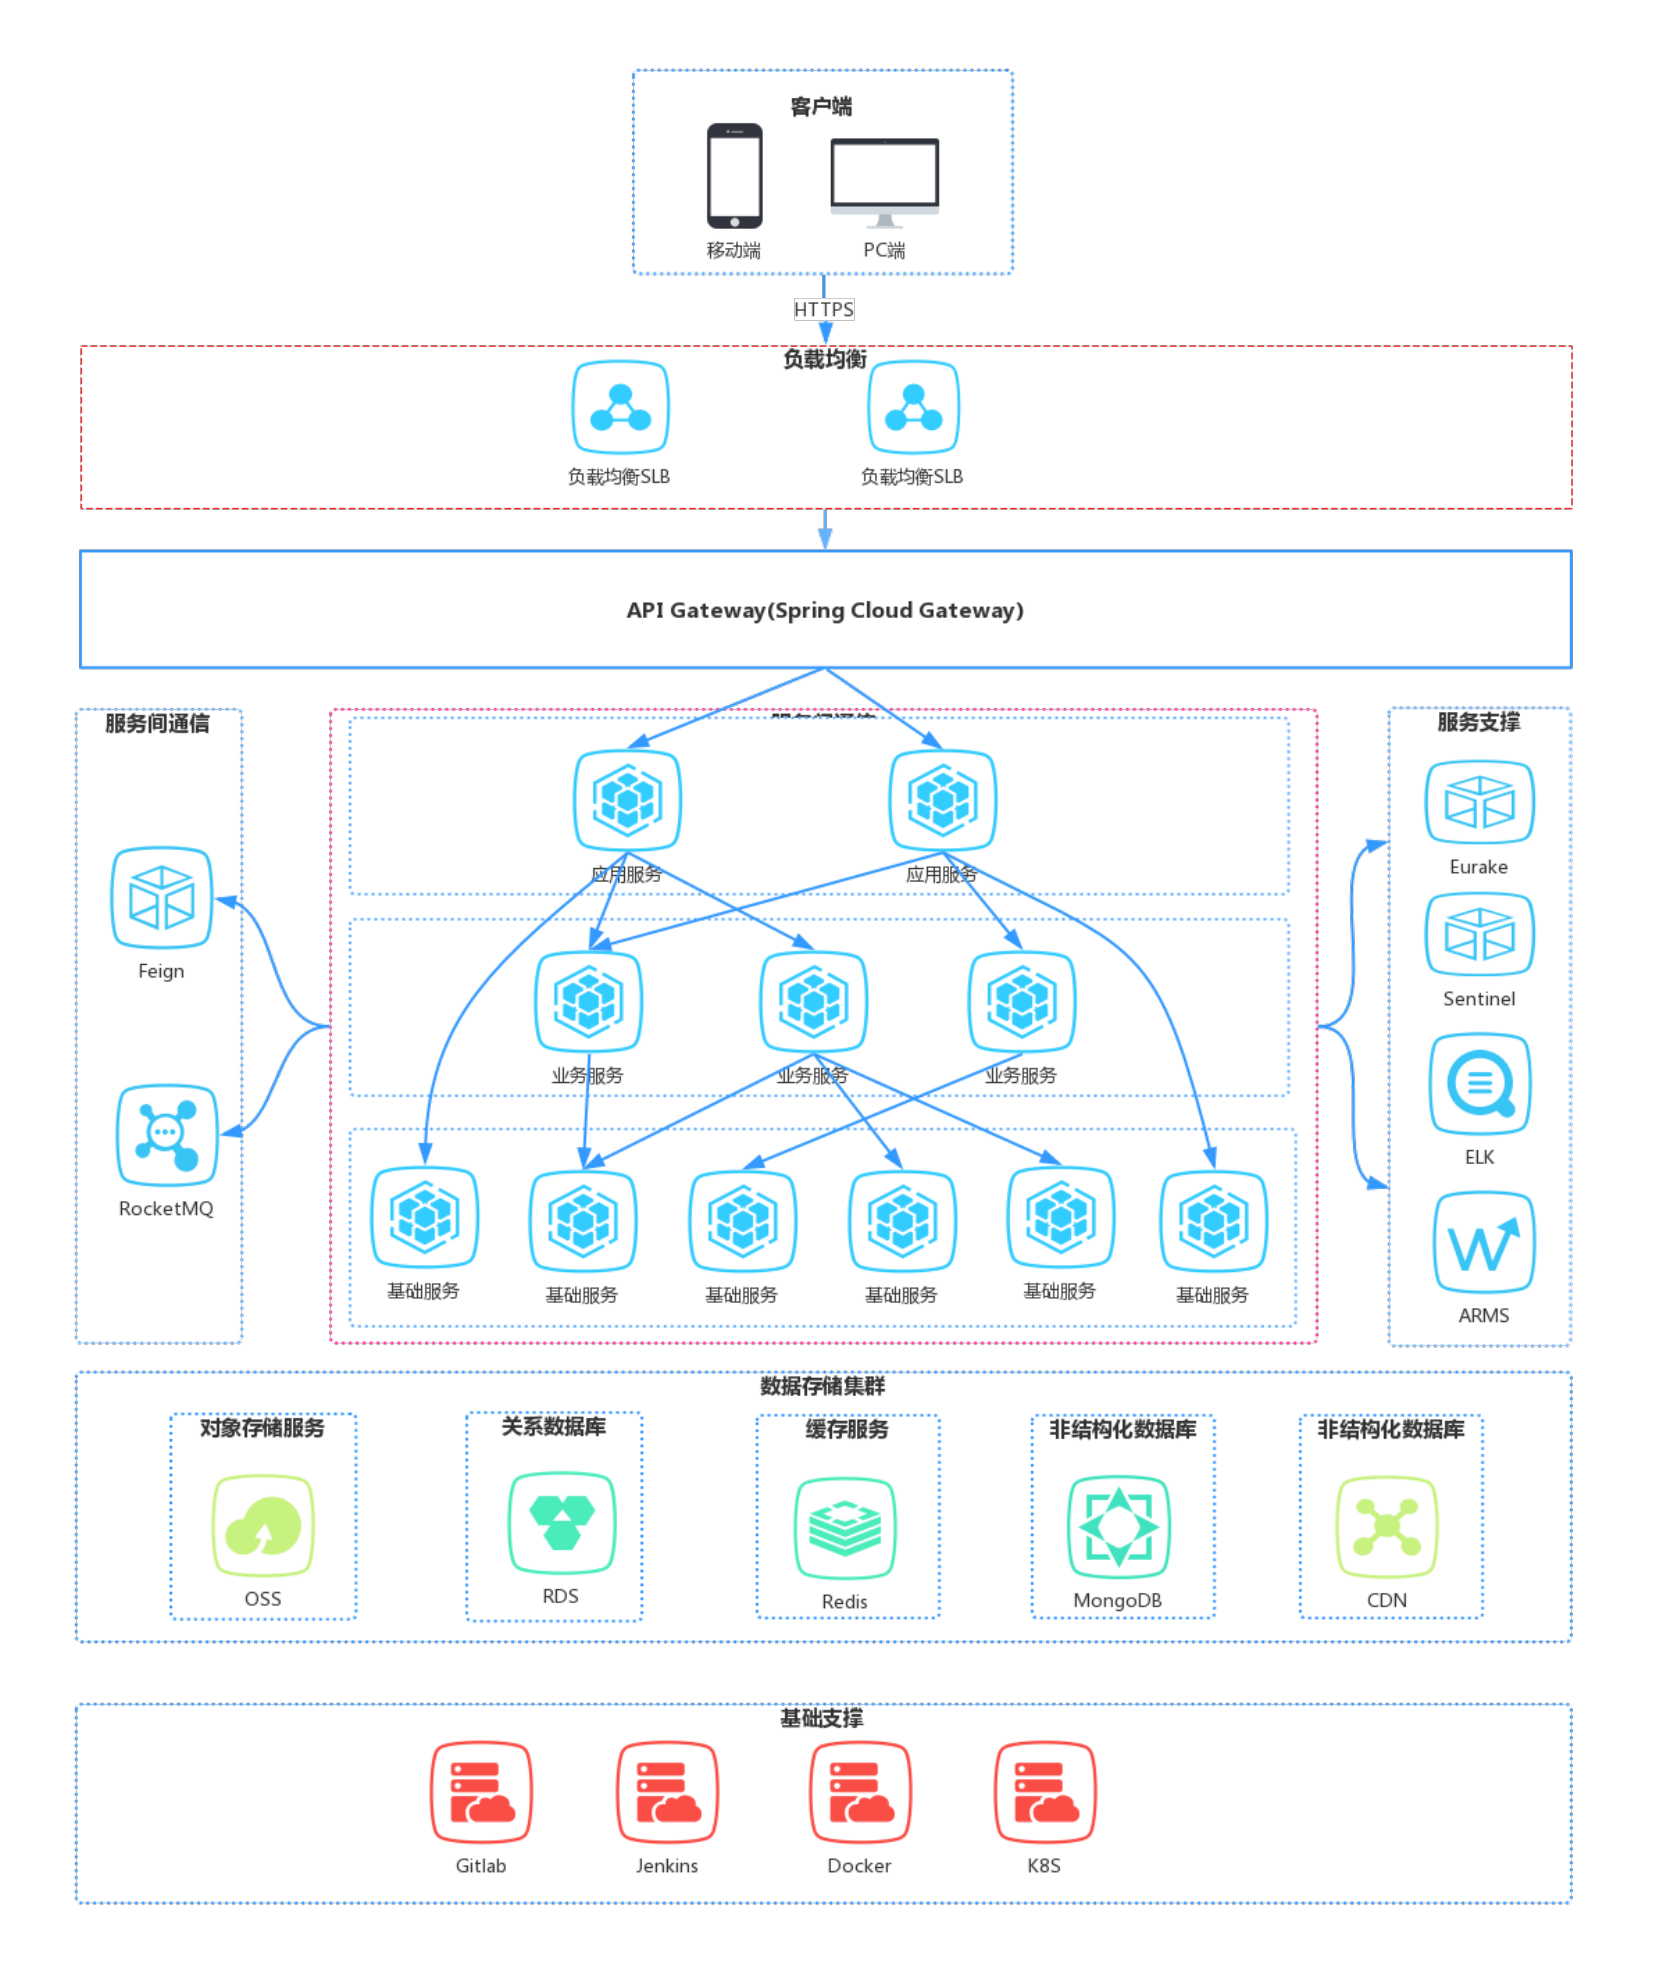 客户端
移动端
PC端
HTTPS
负载均衡
负载均衡SLB
负载均衡SLB
API Gateway(Spring Cloud Gateway)
服务间通信
Feign
RocketMQ
服务间通信
应用服务
应用服务
业务服务
业务服务
业务服务
基础服务
基础服务
基础服务
基础服务
基础服务
基础服务
服务支撑
Eurake
Sentinel
ELK
ARMS
数据存储集群
对象存储服务
OSS
关系数据库
RDS
缓存服务
Redis
非结构化数据库
MongoDB
非结构化数据库
CDN
基础支撑
Gitlab
Jenkins
Docker
K8S